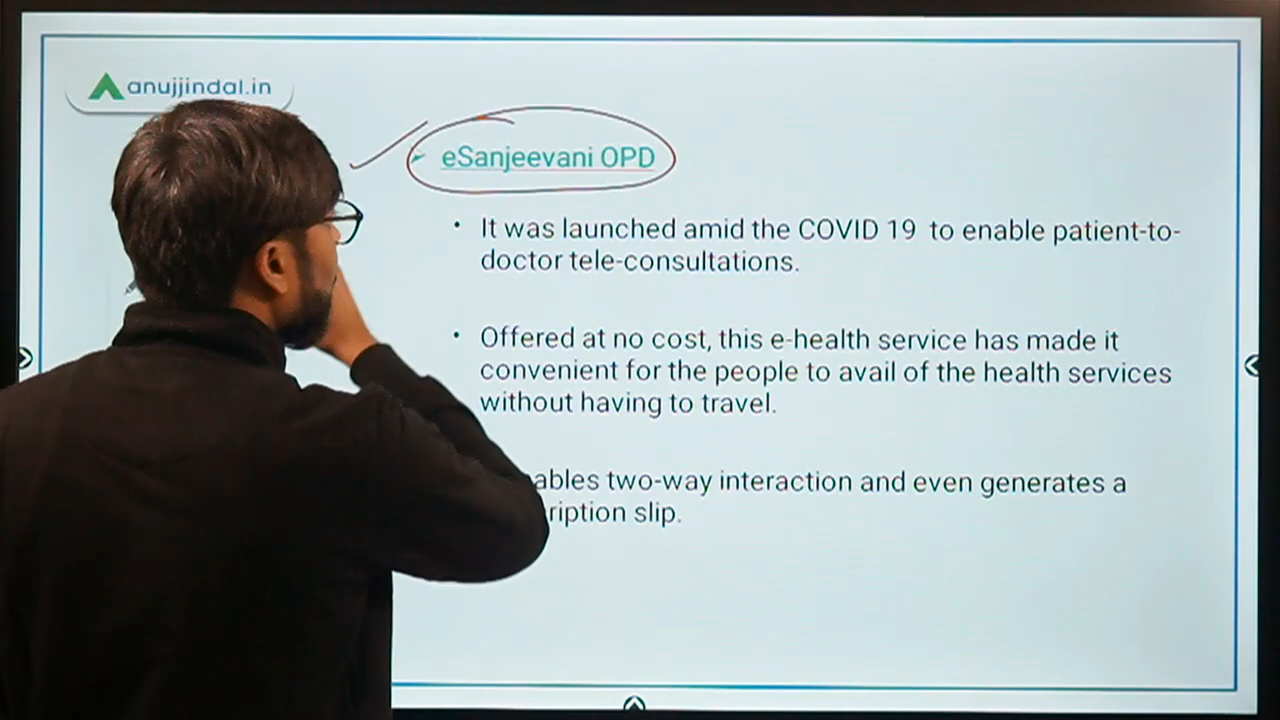 anujjindal.in
eSanjeevani OPD
• It was launched amid the COVID 19 to enable patient-to-
doctor tele-consultations.
• Offered at no cost, this e-health service has made it
convenient for the people to avail of the health services
without having to travel.
two-way interaction and even generates a
slip.